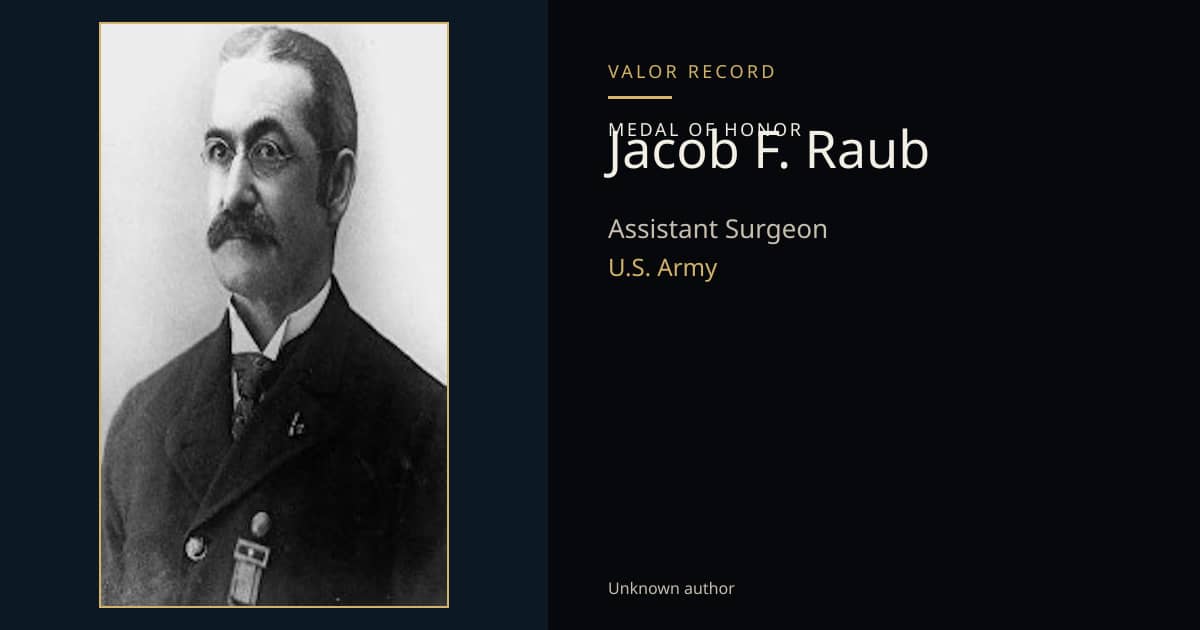 VALOR RECORD
MEDAL OF HONOR
Jacob F. Raub
Assistant Surgeon
U.S. Army
Unknown author